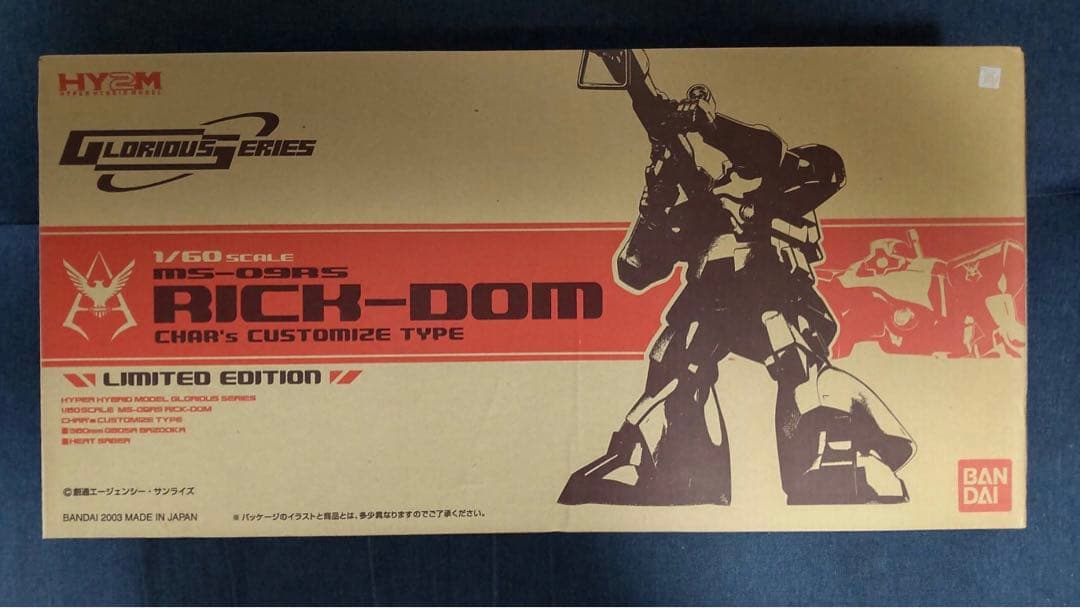 HY2M
HYPER HYBRID MODEL
GLORIOUS SERIES
1/60 SCALE
MS-09RS
RICK-DOM
CHAR's CUSTOMIZE TYPE
LIMITED EDITION
HYPER HYBRID MODEL GLORIOUS SERIES
1/60 SCALE MS-09RS RICK-DOM
CHAR's CUSTOMIZE TYPE
■360mm GBOSA BAZOOKA
■HEAT SABER
©創通エージェンシー・サンライズ
BANDAI 2003 MADE IN JAPAN
※パッケージのイラストと商品とは、多少異なりますのでご了承ください。
BAN
DAI